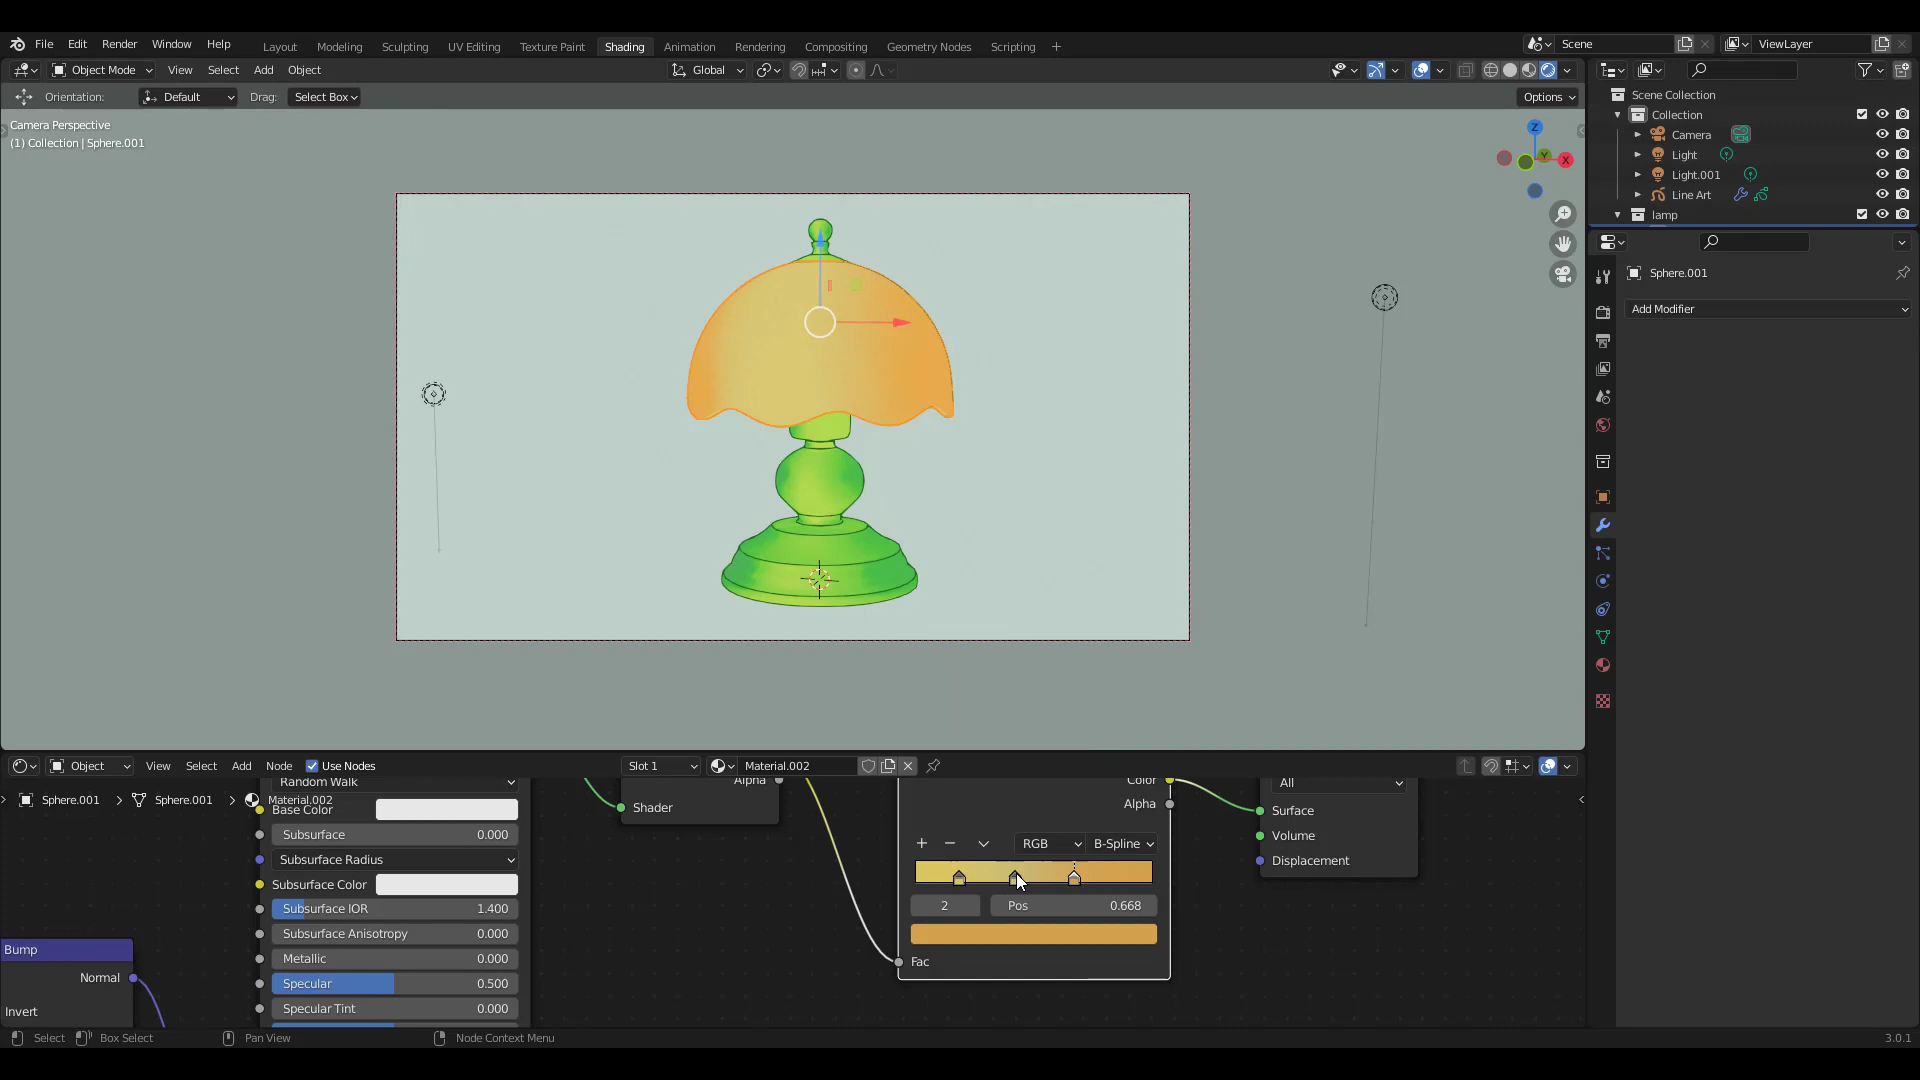 File Edit Render Window Help Layout Modeling Sculpting UV Editing Texture Paint Shading Animation Rendering Compositing Geometry Nodes Scripting + Scene ViewLayer
Object Mode View Select Add Object Global
Orientation: Default Drag: Select Box Options
Camera Perspective
(1) Collection | Sphere.001
Z
Y
X
Scene Collection
Collection
Camera
Light
Light.001
Line Art
lamp
Sphere.001
Add Modifier
Object View Select Add Node Use Nodes Slot 1 Material.002
Sphere.001 > Sphere.001 > Material.002
Random Walk
Base Color
Subsurface 0.000
Subsurface Radius
Subsurface Color
Subsurface IOR 1.400
Subsurface Anisotropy 0.000
Metallic 0.000
Specular 0.500
Specular Tint 0.000
Bump
Normal
Invert
Alpha
Shader
Color
Alpha
RGB B-Spline
2 Pos 0.668
Fac
All
Surface
Volume
Displacement
Select Box Select Pan View Node Context Menu 3.0.1